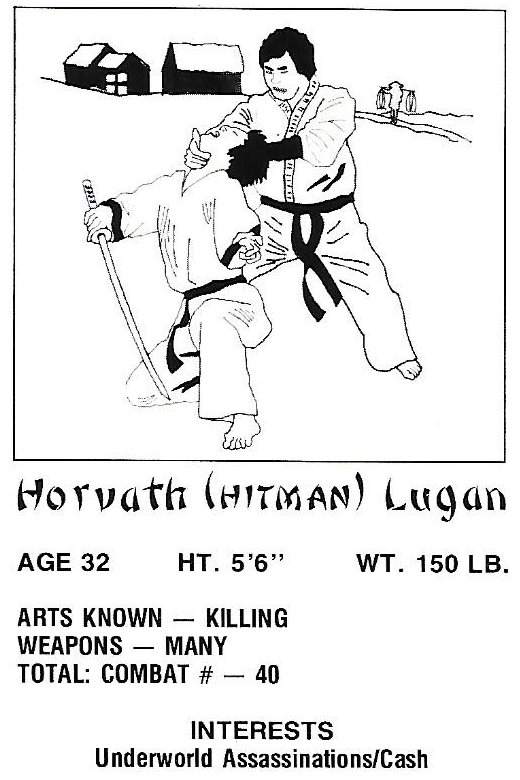 Horvath (HITMAN) Lugan
AGE 32 HT. 5'6" WT. 150 LB.
ARTS KNOWN — KILLING
WEAPONS — MANY
TOTAL: COMBAT # — 40
INTERESTS
Underworld Assassinations/Cash